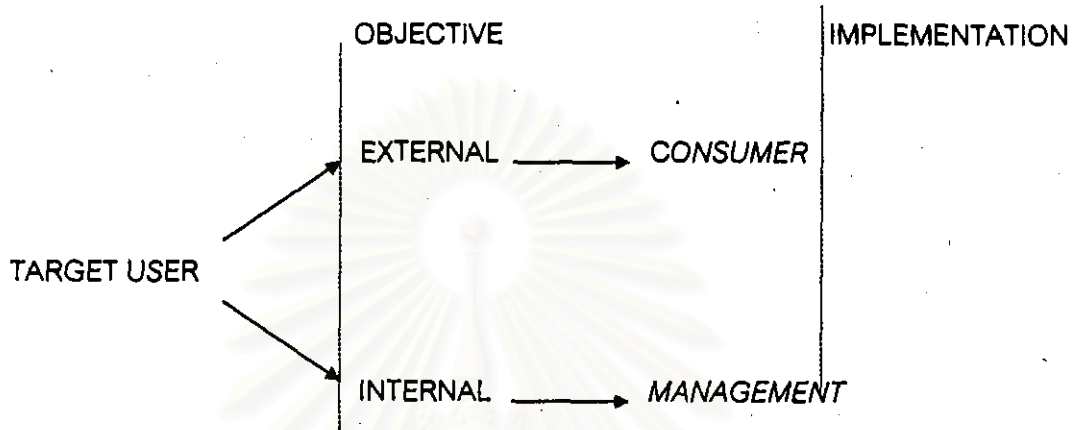 OBJECTIVE
IMPLEMENTATION
EXTERNAL
CONSUMER
TARGET USER
INTERNAL
MANAGEMENT